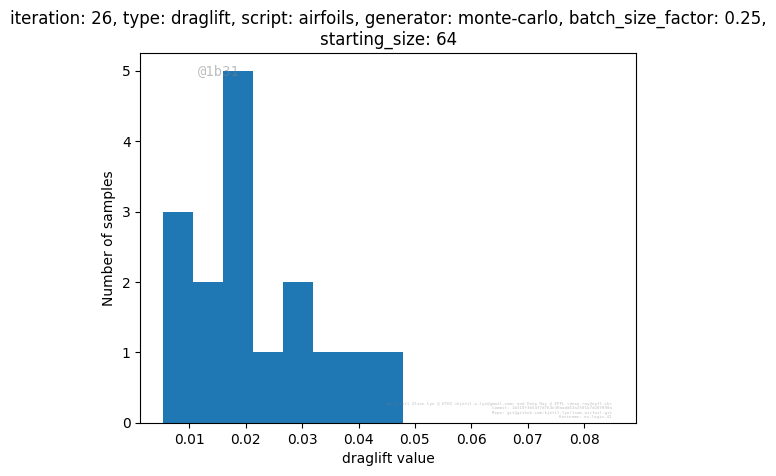 iteration: 26, type: draglift, script: airfoils, generator: monte-carlo, batch_size_factor: 0.25,
starting_size: 64
@1b31
5
4
3
2
1
0
Number of samples
0.01 0.02 0.03 0.04 0.05 0.06 0.07 0.08
draglift value